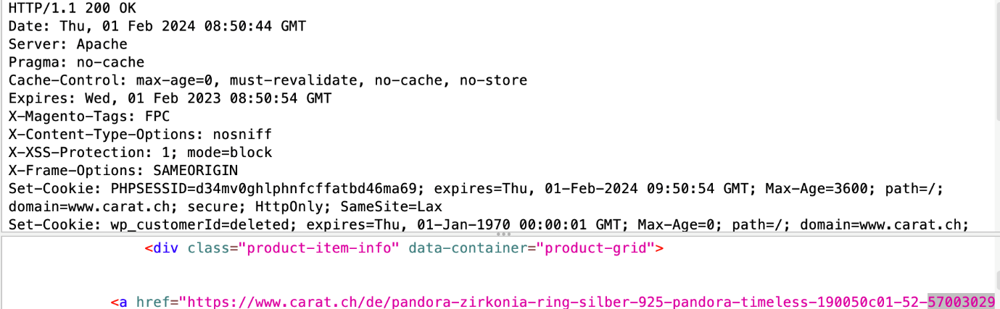 HTTP/1.1 200 OK
Date: Thu, 01 Feb 2024 08:50:44 GMT
Server: Apache
Pragma: no-cache
Cache-Control: max-age=0, must-revalidate, no-cache, no-store
Expires: Wed, 01 Feb 2023 08:50:54 GMT
X-Magento-Tags: FPC
X-Content-Type-Options: nosniff
X-XSS-Protection: 1; mode=block
X-Frame-Options: SAMEORIGIN
Set-Cookie: PHPSESSID=d34mv0ghlphnfcffatbd46ma69; expires=Thu, 01-Feb-2024 09:50:54 GMT; Max-Age=3600; path=/;
domain=www.carat.ch; secure; HttpOnly; SameSite=Lax
Set-Cookie: wp_customerId=deleted; expires=Thu, 01-Jan-1970 00:00:01 GMT; Max-Age=0; path=/; domain=www.carat.ch;
<div class="product-item-info" data-container="product-grid">
<a href="https://www.carat.ch/de/pandora-zirkonia-ring-silber-925-pandora-timeless-190050c01-52-57003029